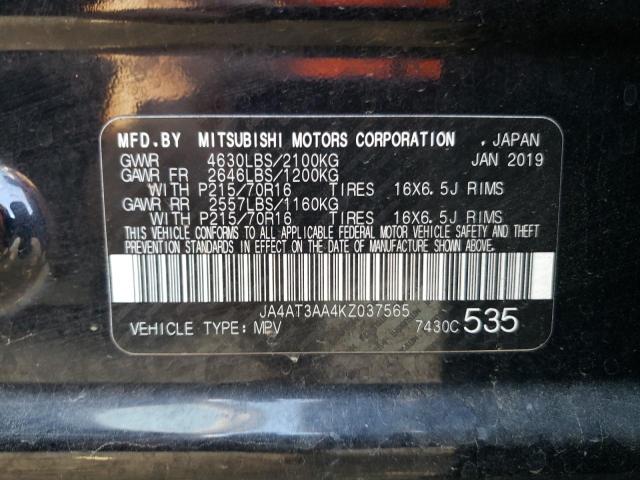 MFD.BY MITSUBISHI MOTORS CORPORATION , JAPAN
GVWR 4630LBS/2100KG JAN 2019
GAWR FR 2646LBS/1200KG
WITH P215/70R16 TIRES 16X6.5J RIMS
GAWR RR 2557LBS/1160KG
WITH P215/70R16 TIRES 16X6.5J RIMS
THIS VEHICLE CONFORMS TO ALL APPLICABLE FEDERAL MOTOR VEHICLE SAFETY AND THEFT
PREVENTION STANDARDS IN EFFECT ON THE DATE OF MANUFACTURE SHOWN ABOVE.
JA4AT3AA4KZ037565
VEHICLE TYPE: MPV 7430C 535